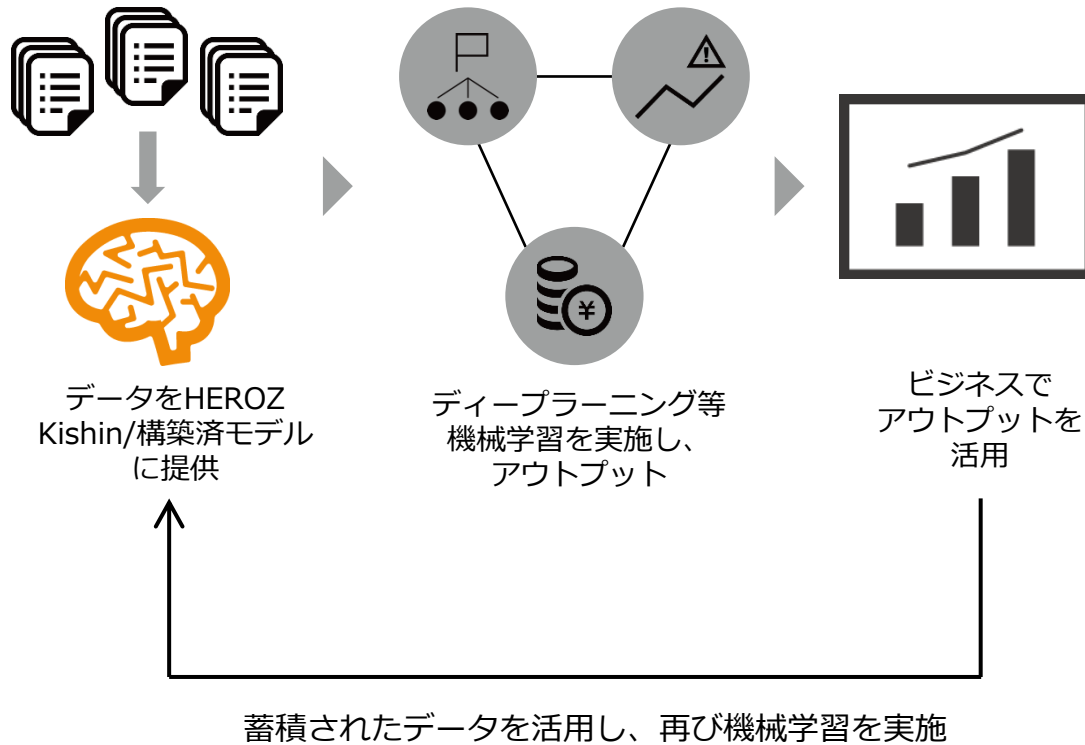 ¥
データをHEROZ
Kishin/構築済モデル
に提供
ディープラーニング等
機械学習を実施し、
アウトプット
ビジネスで
アウトプットを
活用
蓄積されたデータを活用し、再び機械学習を実施